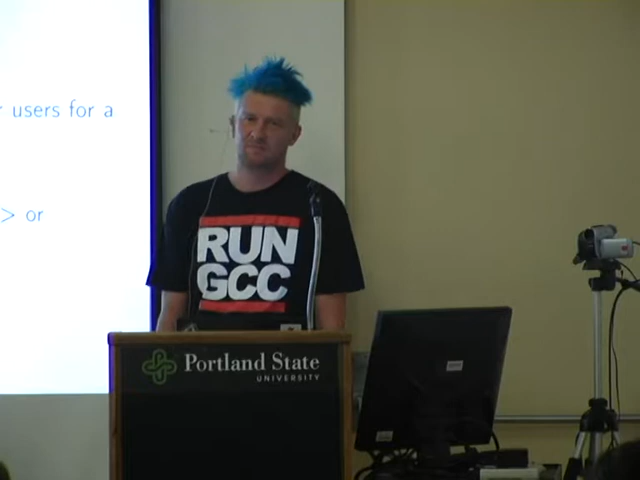 r users for a
> or
RUN
GCC
Portland State
UNIVERSITY